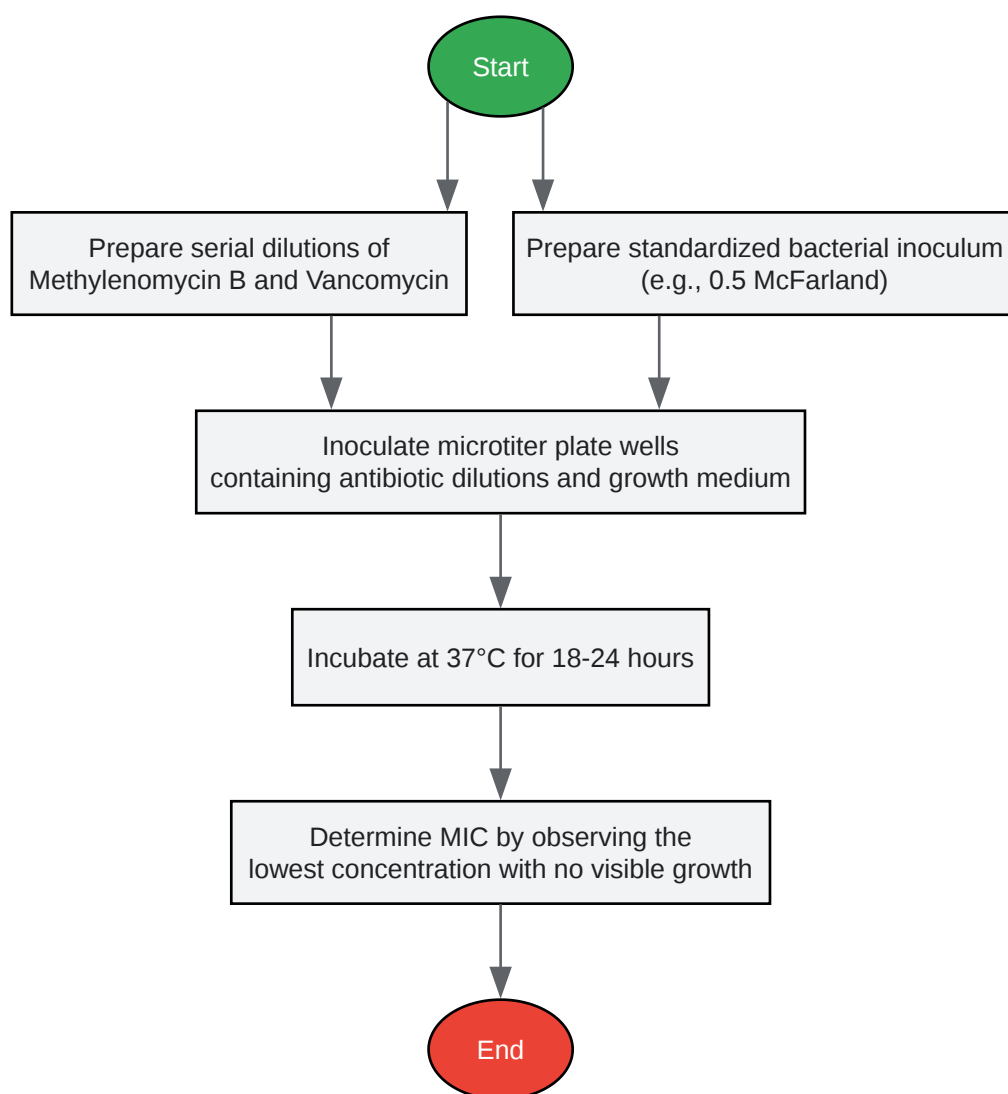 Start
Prepare serial dilutions of
Methylenomycin B and Vancomycin
Prepare standardized bacterial inoculum
(e.g., 0.5 McFarland)
Inoculate microtiter plate wells
containing antibiotic dilutions and growth medium
Incubate at 37°C for 18-24 hours
Determine MIC by observing the
lowest concentration with no visible growth
End